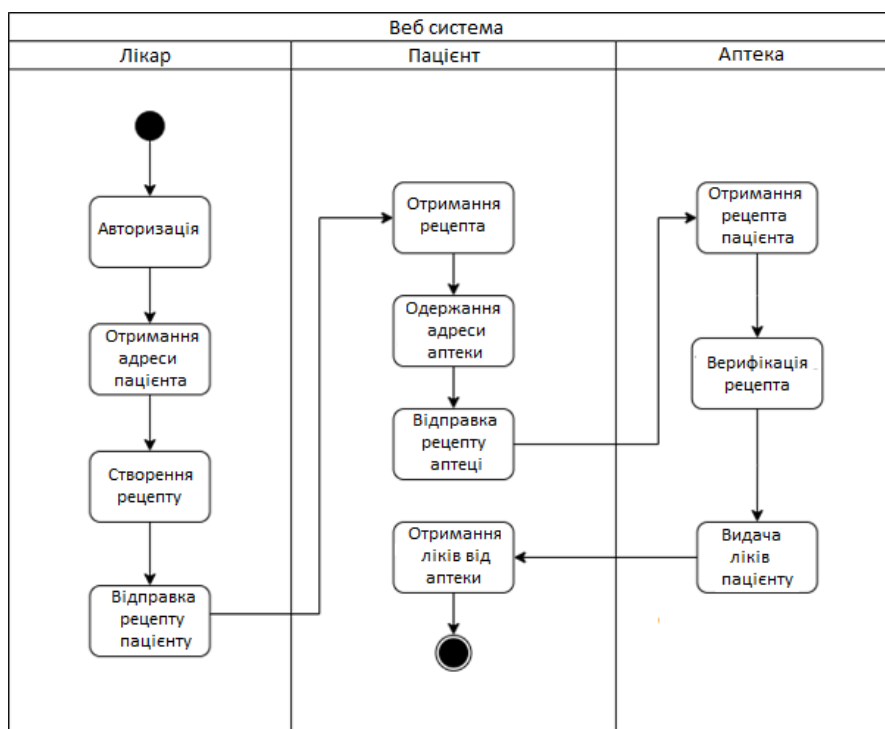 Веб система
Лікар
Пацієнт
Аптека
Авторизація
Отримання
адреси
пацієнта
Створення
рецепту
Відправка
рецепту
пацієнту
Отримання
рецепта
Одержання
адреси
аптеки
Відправка
рецепту
аптеці
Отримання
ліків від
аптеки
Отримання
рецепта
пацієнта
Верифікація
рецепта
Видача
ліків
пацієнту